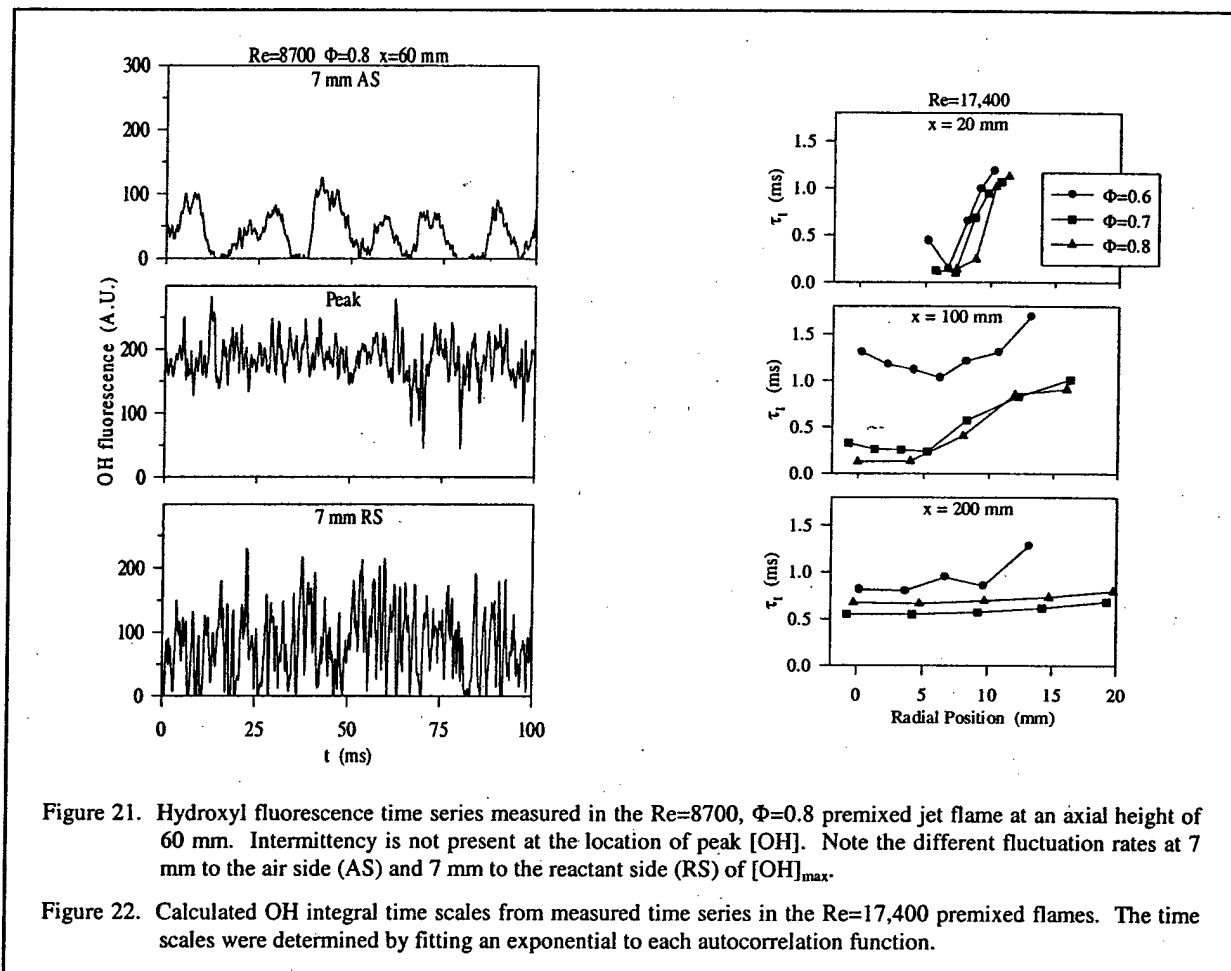 Re=8700 Φ=0.8 x=60 mm
7 mm AS
300
200
100
0
Peak
200
100
0
7 mm RS
200
100
0
OH fluorescence (A.U.)
0 25 50 75 100
t (ms)
Re=17,400
x = 20 mm
1.5
1.0
0.5
0.0
τI (ms)
Φ=0.6
Φ=0.7
Φ=0.8
x = 100 mm
1.5
1.0
0.5
0.0
τI (ms)
x = 200 mm
1.5
1.0
0.5
0.0
τI (ms)
0 5 10 15 20
Radial Position (mm)
Figure 21. Hydroxyl fluorescence time series measured in the Re=8700, Φ=0.8 premixed jet flame at an axial height of
60 mm. Intermittency is not present at the location of peak [OH]. Note the different fluctuation rates at 7
mm to the air side (AS) and 7 mm to the reactant side (RS) of [OH]max.
Figure 22. Calculated OH integral time scales from measured time series in the Re=17,400 premixed flames. The time
scales were determined by fitting an exponential to each autocorrelation function.